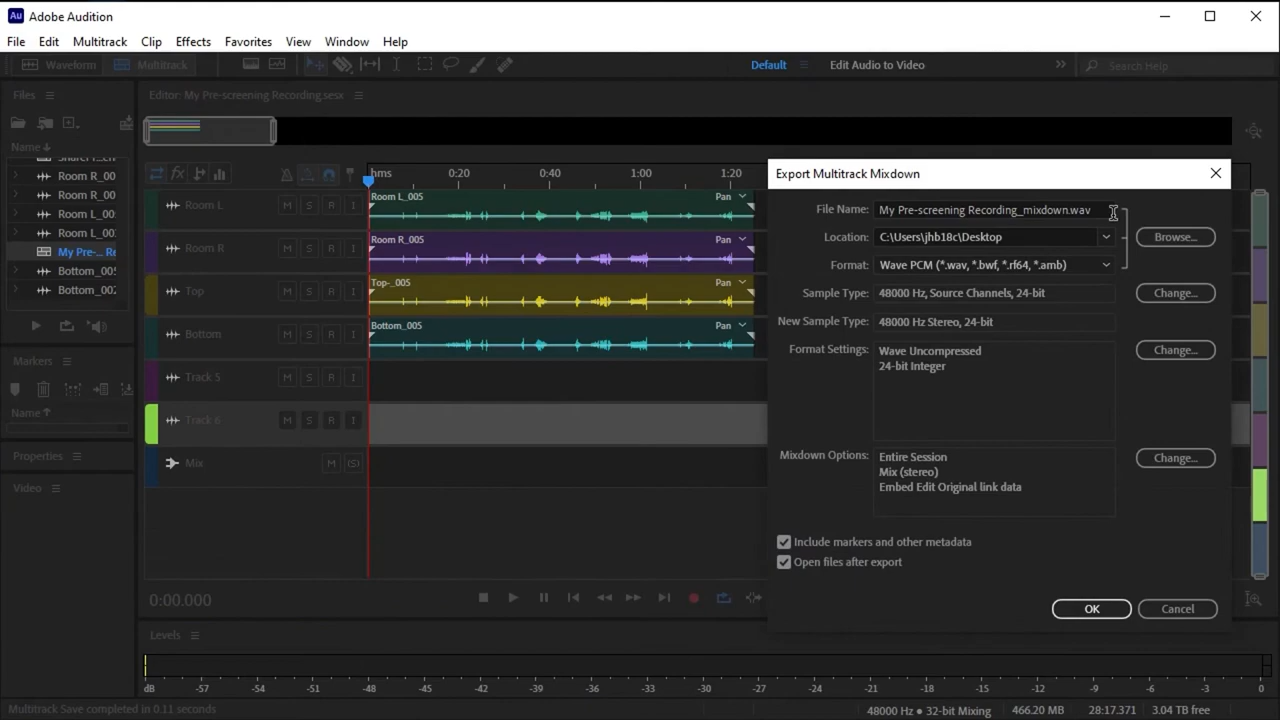 Au Adobe Audition
File Edit Multitrack Clip Effects Favorites View Window Help
Waveform Multitrack Default Edit Audio to Video Search Help
Files
Editor: My Pre-screening Recording.sesx
Name
Room R_00
Room R_00
Room L_00
Room L_00
My Pre-... Re
Bottom_005
Bottom_002
Markers
Name
Properties
Video
fx
hms 0:20 0:40 1:00 1:20
Room L M S R I
Room L_005 Pan
Room R M S R I
Room R_005 Pan
Top M S R I
Top-_005 Pan
Bottom M S R I
Bottom_005 Pan
Track 5 M S R I
Track 6 M S R I
Mix M (S)
0:00.000
Export Multitrack Mixdown
File Name: My Pre-screening Recording_mixdown.wav
Location: C:\Users\jhb18c\Desktop Browse...
Format: Wave PCM (*.wav, *.bwf, *.rf64, *.amb)
Sample Type: 48000 Hz, Source Channels, 24-bit Change...
New Sample Type: 48000 Hz Stereo, 24-bit
Format Settings: Wave Uncompressed Change...
24-bit Integer
Mixdown Options: Entire Session Change...
Mix (stereo)
Embed Edit Original link data
Include markers and other metadata
Open files after export
OK Cancel
Levels
dB -57 -54 -51 -48 -45 -42 -39 -36 -33 -30 -27 -24 -21 -18 -15 -12 -9 -6 -3 0
Multitrack Save completed in 0.11 seconds
48000 Hz ● 32-bit Mixing 466.20 MB 28:17.371 3.04 TB free